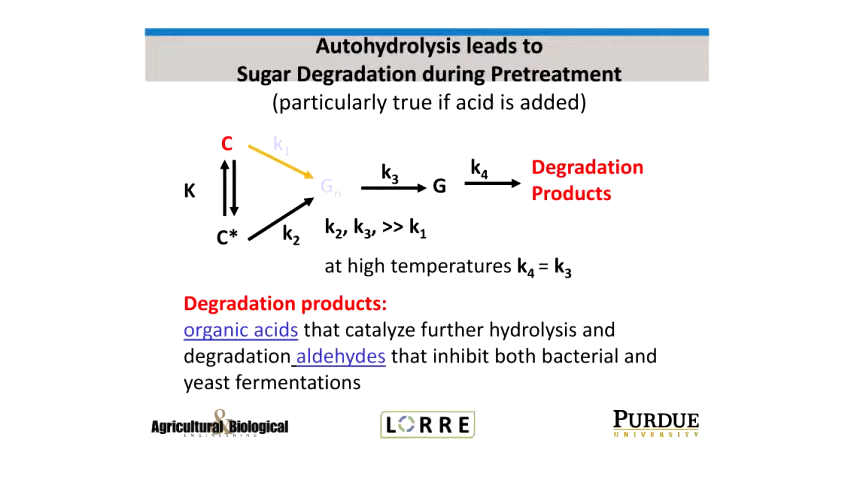 Autohydrolysis leads to
Sugar Degradation during Pretreatment
(particularly true if acid is added)
C k1
K Gn k3 G k4 Degradation
Products
C* k2 k2, k3, >> k1
at high temperatures k4 = k3
Degradation products:
organic acids that catalyze further hydrolysis and
degradation aldehydes that inhibit both bacterial and
yeast fermentations
Agricultural & Biological
ENGINEERING
LORRE
PURDUE
UNIVERSITY